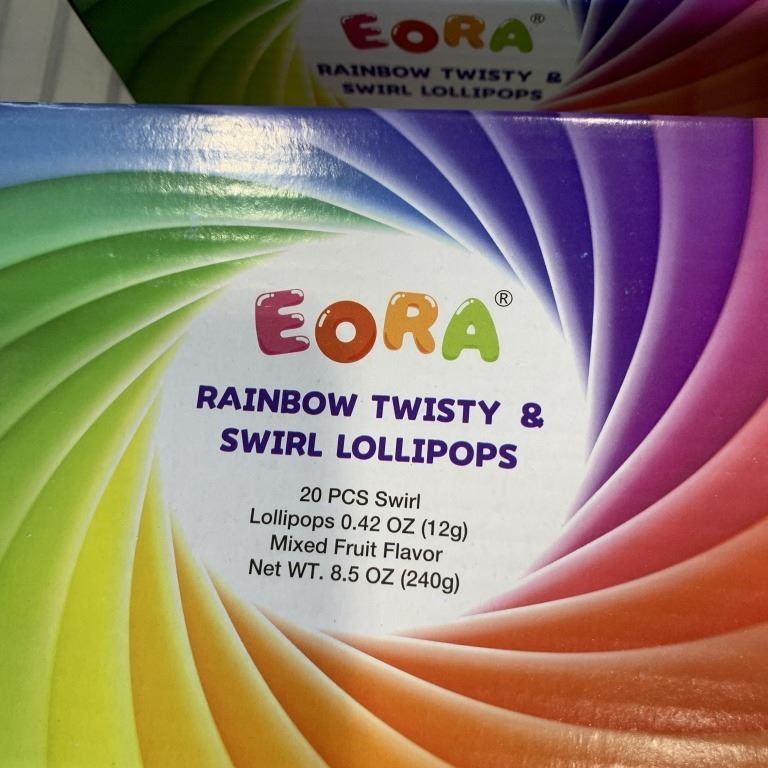 EORA®
RAINBOW TWISTY &
SWIRL LOLLIPOPS
EORA®
RAINBOW TWISTY &
SWIRL LOLLIPOPS
20 PCS Swirl
Lollipops 0.42 OZ (12g)
Mixed Fruit Flavor
Net WT. 8.5 OZ (240g)